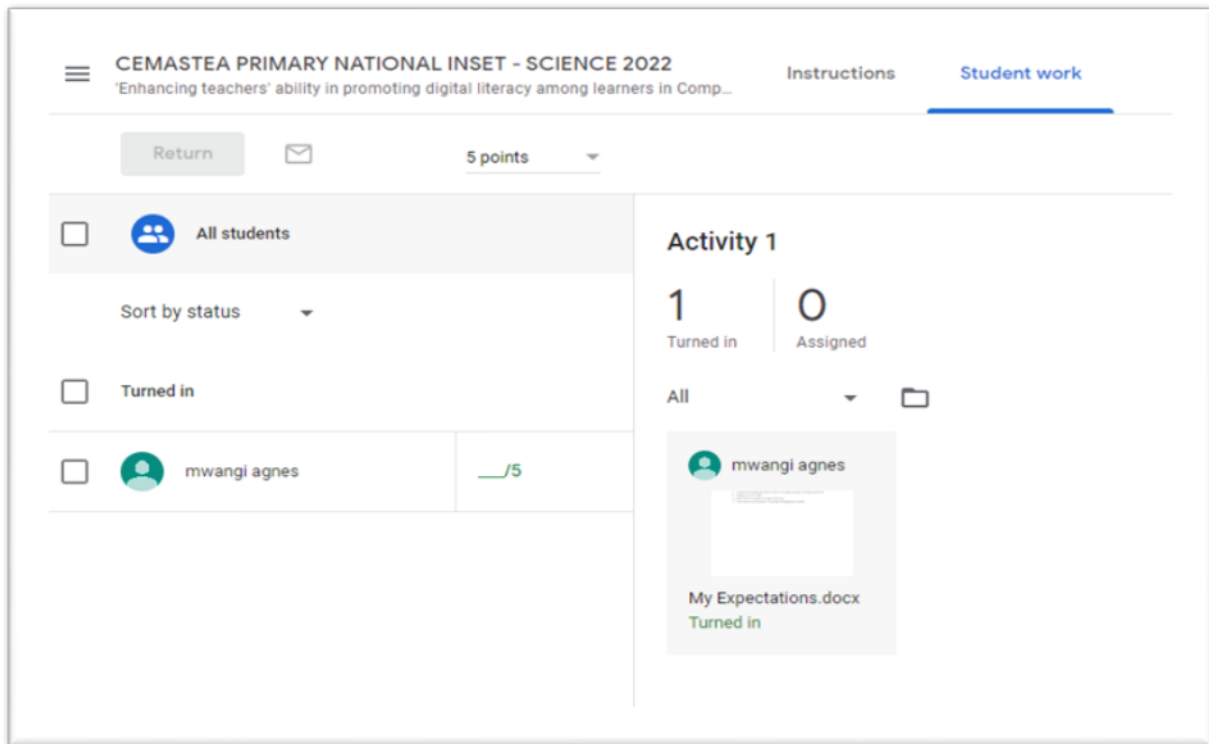 CEMASTEA PRIMARY NATIONAL INSET - SCIENCE 2022
'Enhancing teachers' ability in promoting digital literacy among learners in Comp...
Instructions
Student work
Return
5 points
All students
Sort by status
Turned in
mwangi agnes
___/5
Activity 1
1
Turned in
0
Assigned
All
mwangi agnes
My Expectations.docx
Turned in